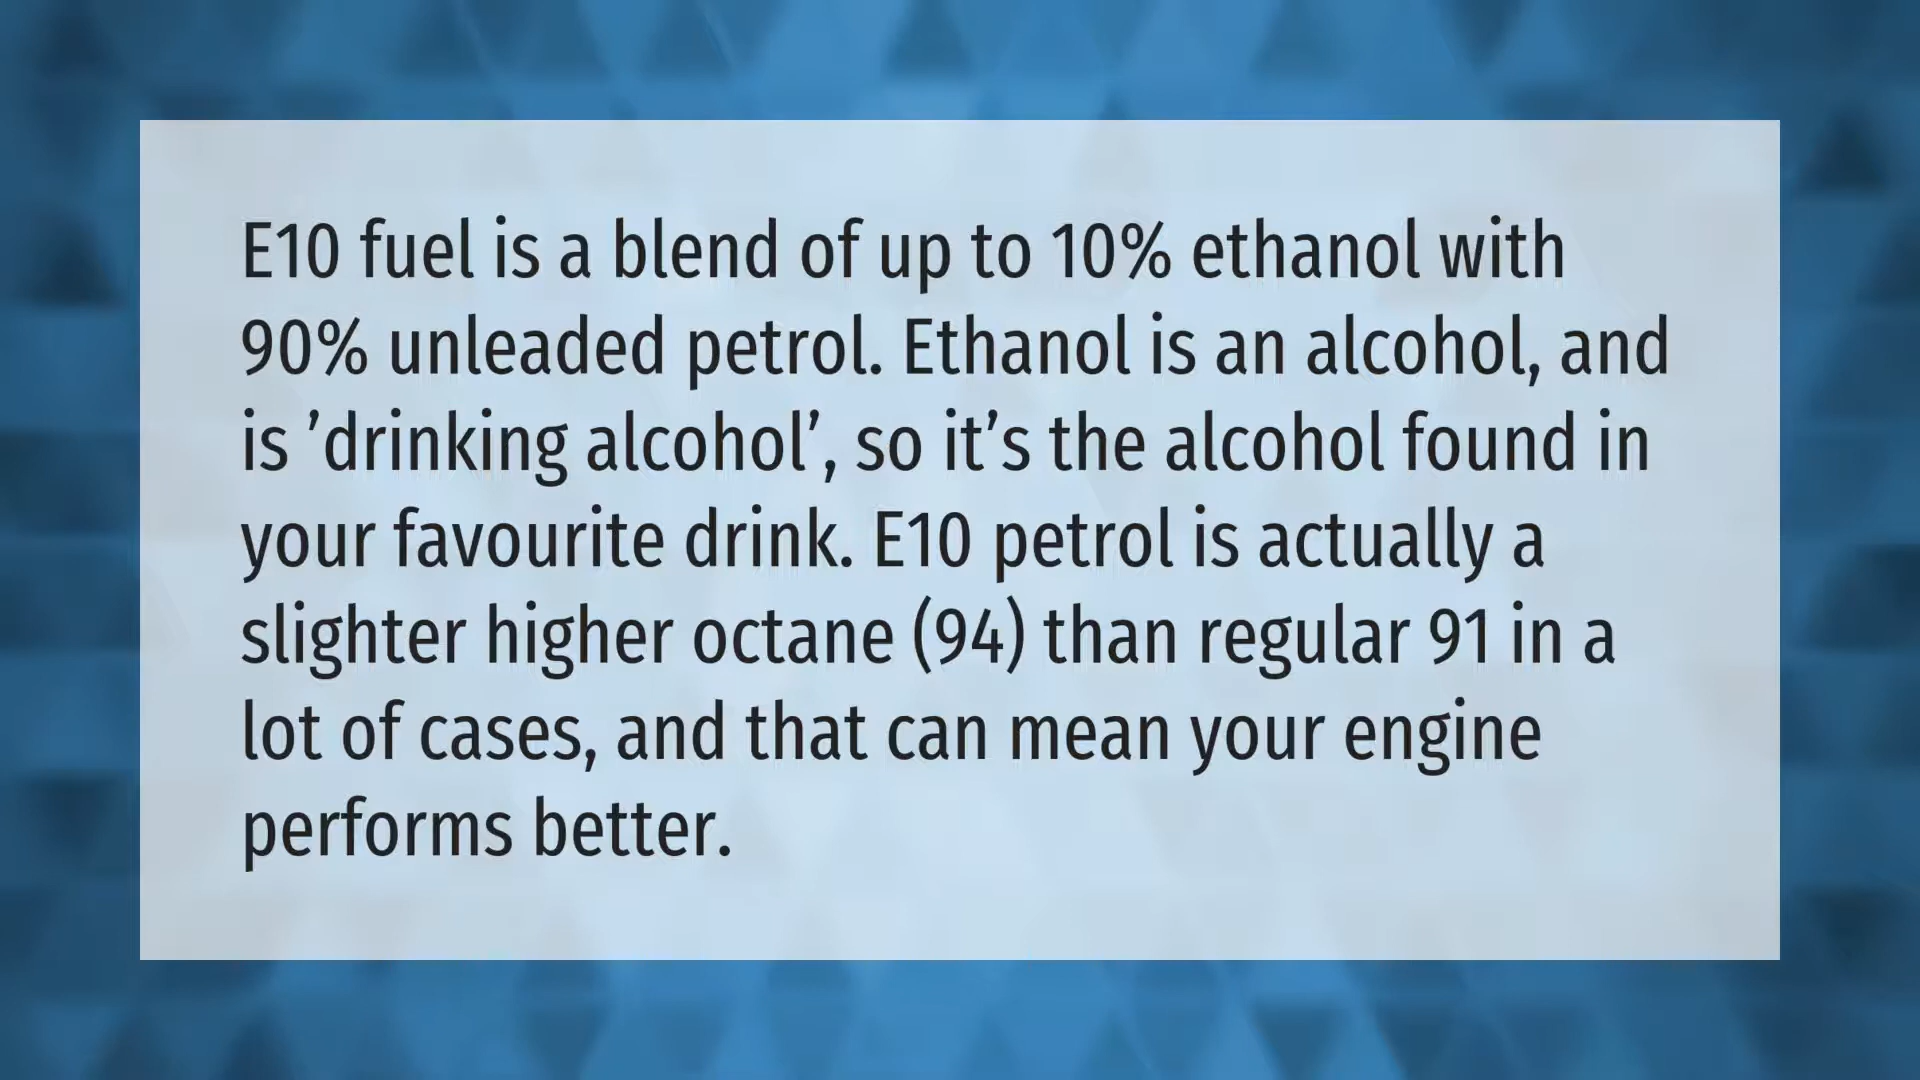 E10 fuel is a blend of up to 10% ethanol with
90% unleaded petrol. Ethanol is an alcohol, and
is ’drinking alcohol’, so it’s the alcohol found in
your favourite drink. E10 petrol is actually a
slighter higher octane (94) than regular 91 in a
lot of cases, and that can mean your engine
performs better.